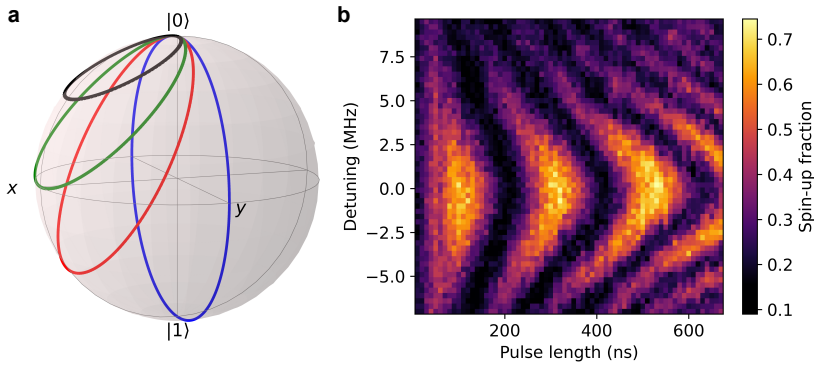 a
|0⟩
x
y
|1⟩
b
Detuning (MHz)
7.5
5.0
2.5
0.0
−2.5
−5.0
200
400
600
Pulse length (ns)
0.7
0.6
0.5
0.4
0.3
0.2
0.1
Spin-up fraction